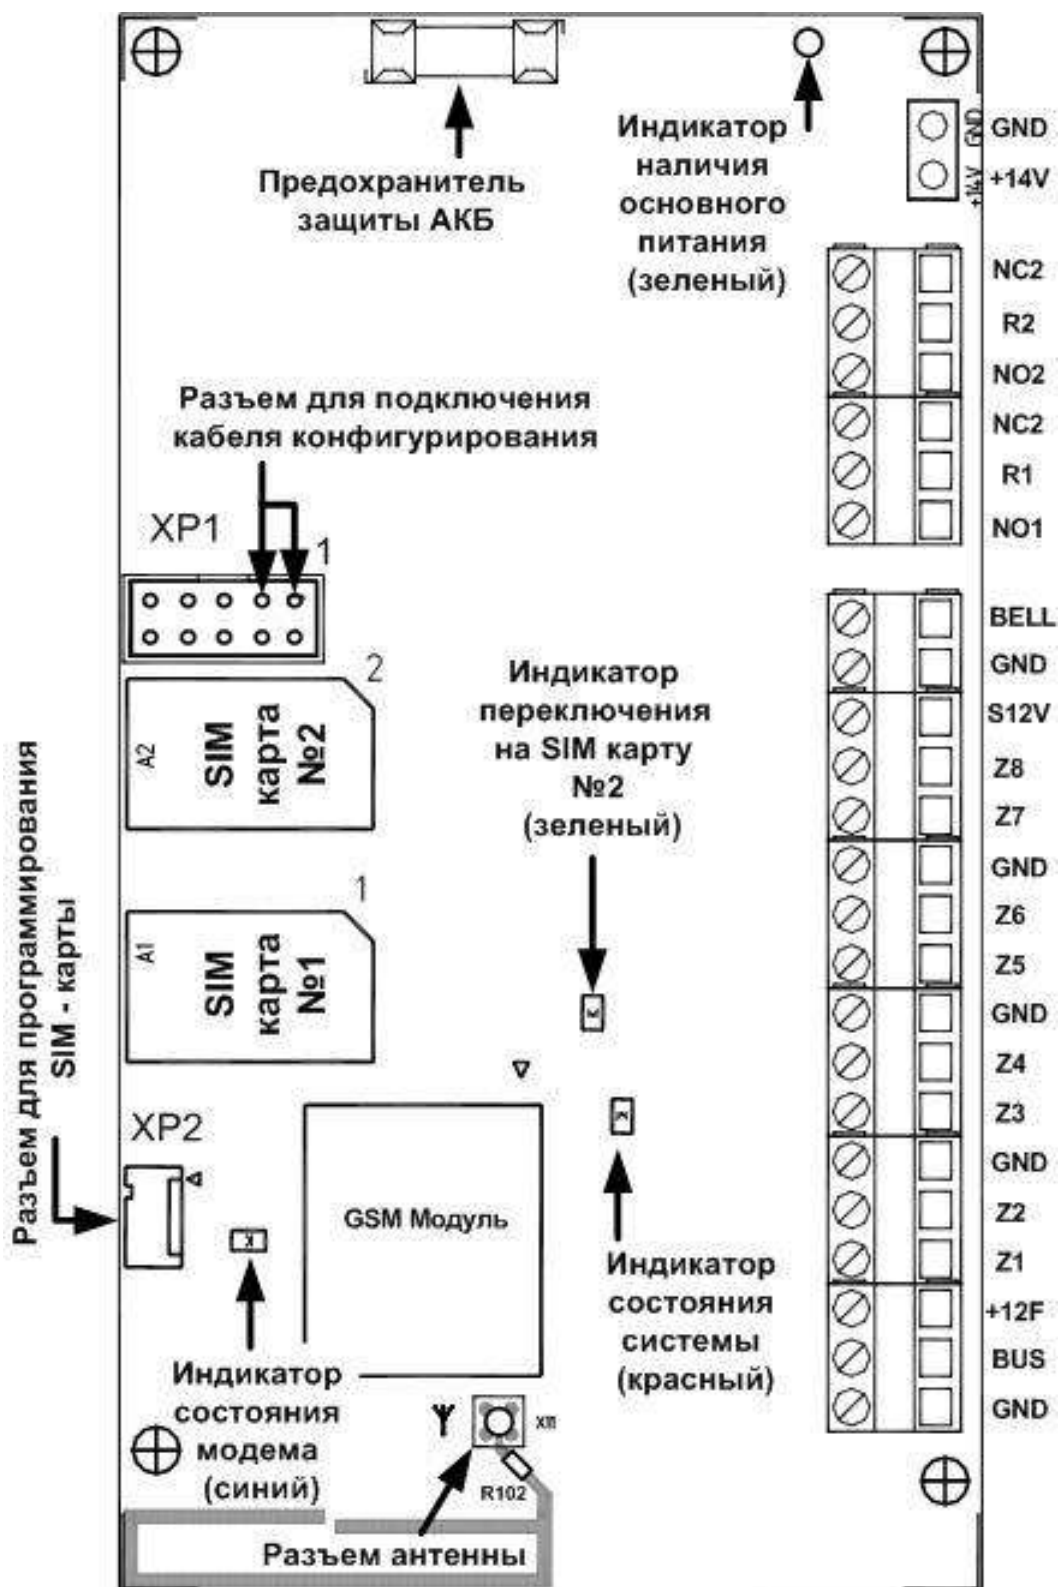 Предохранитель
защиты АКБ
Индикатор
наличия
основного
питания
(зеленый)
GND
+14V
GND
+14V
NC2
R2
NO2
NC2
R1
NO1
Разъем для подключения
кабеля конфигурирования
XP1
1
BELL
GND
S12V
Z8
Z7
GND
Z6
Z5
GND
Z4
Z3
GND
Z2
Z1
+12F
BUS
GND
2
A2
SIM
карта
№2
Индикатор
переключения
на SIM карту
№2
(зеленый)
1
A1
SIM
карта
№1
Разъем для программирования
SIM - карты
XP2
GSM Модуль
Индикатор
состояния
системы
(красный)
Индикатор
состояния
модема
(синий)
X11
R102
Разъем антенны